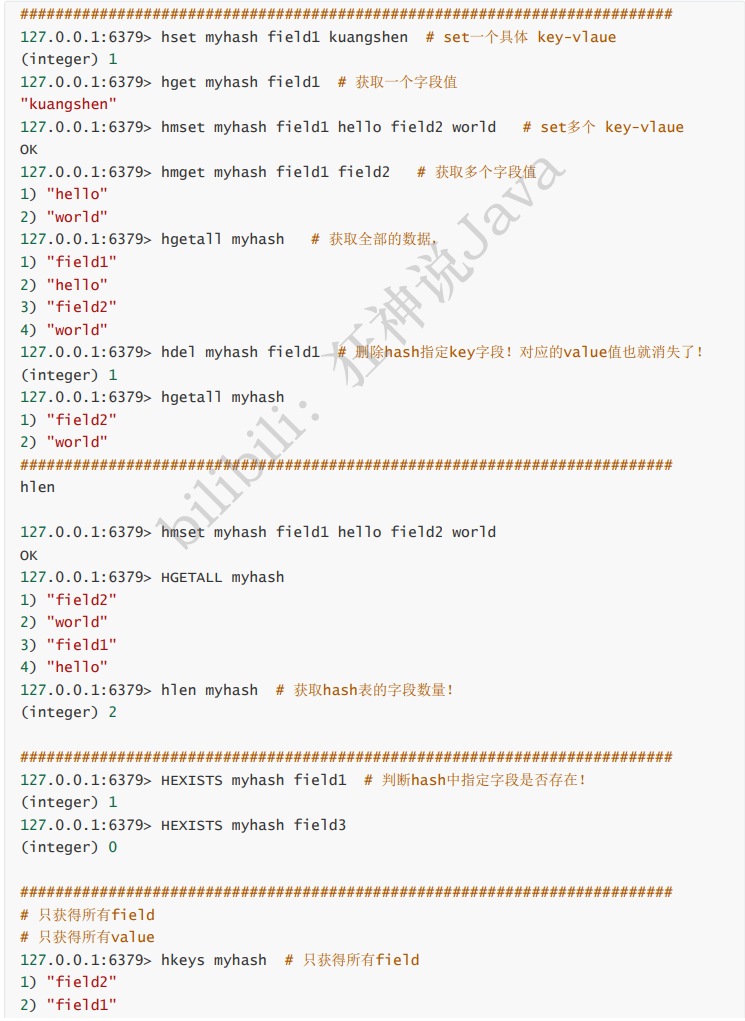 ##########################################################################
127.0.0.1:6379> hset myhash field1 kuangshen  # set一个具体 key-vlaue
(integer) 1
127.0.0.1:6379> hget myhash field1  # 获取一个字段值
"kuangshen"
127.0.0.1:6379> hmset myhash field1 hello field2 world   # set多个 key-vlaue
OK
127.0.0.1:6379> hmget myhash field1 field2   # 获取多个字段值
1) "hello"
2) "world"
127.0.0.1:6379> hgetall myhash   # 获取全部的数据,
1) "field1"
2) "hello"
3) "field2"
4) "world"
127.0.0.1:6379> hdel myhash field1  # 删除hash指定key字段！对应的value值也就消失了！
(integer) 1
127.0.0.1:6379> hgetall myhash
1) "field2"
2) "world"
##########################################################################
hlen
127.0.0.1:6379> hmset myhash field1 hello field2 world
OK
127.0.0.1:6379> HGETALL myhash
1) "field2"
2) "world"
3) "field1"
4) "hello"
127.0.0.1:6379> hlen myhash  # 获取hash表的字段数量！
(integer) 2
##########################################################################
127.0.0.1:6379> HEXISTS myhash field1  # 判断hash中指定字段是否存在！
(integer) 1
127.0.0.1:6379> HEXISTS myhash field3
(integer) 0
##########################################################################
# 只获得所有field
# 只获得所有value
127.0.0.1:6379> hkeys myhash  # 只获得所有field
1) "field2"
2) "field1"
bilibili：狂神说Java